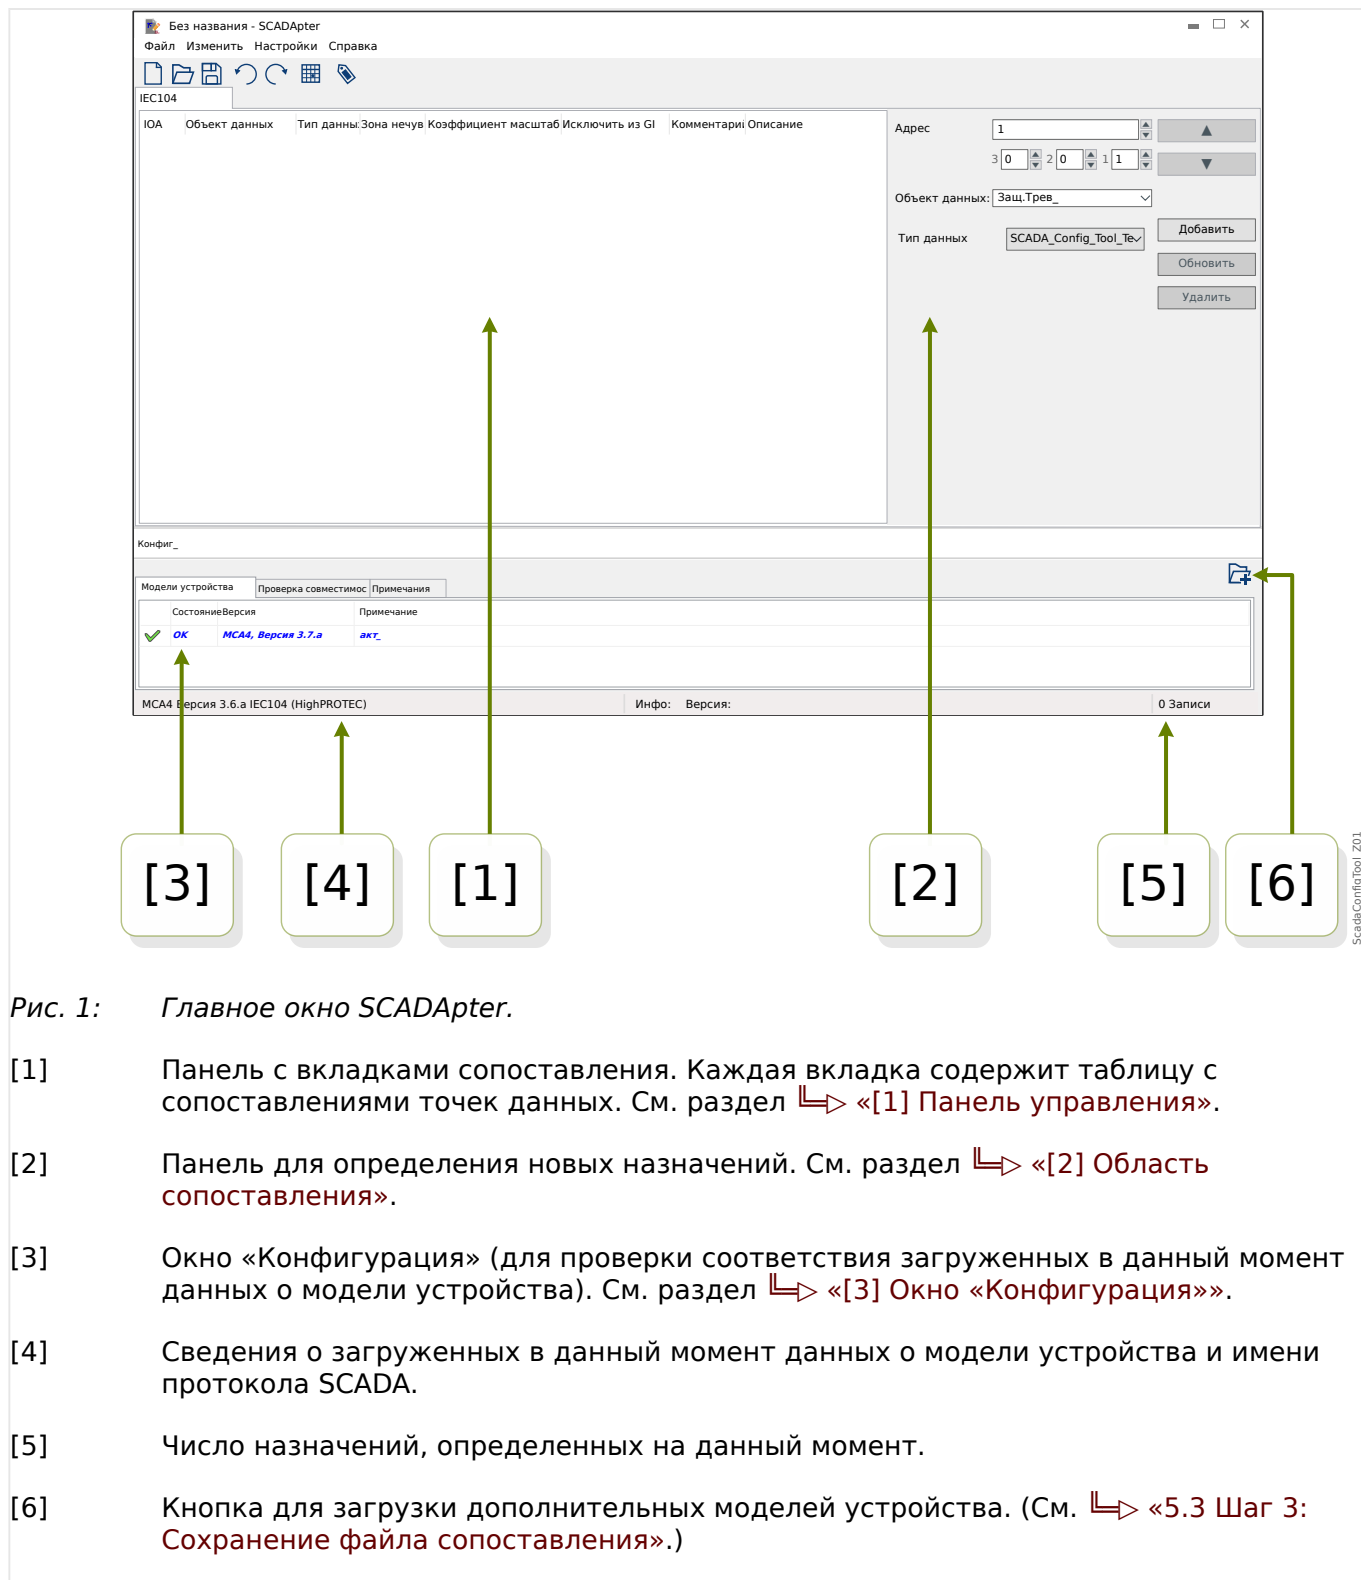 Без названия - SCADApter
Файл Изменить Настройки Справка
IEC104
IOA Объект данных Тип данны: Зона нечув Коэффициент масштаб Исключить из GI Комментари Описание
Адрес 1
3 0 2 0 1 1
Объект данных: Защ.Трев_
Тип данных SCADA_Config_Tool_Te
Добавить
Обновить
Удалить
Конфиг_
Модели устройства Проверка совместимос Примечания
Состояние Версия Примечание
OK MCA4, Версия 3.7.a акт_
MCA4 Версия 3.6.a IEC104 (HighPROTEC) Инфо: Версия: 0 Записи
[3] [4] [1] [2] [5] [6]
ScadaConfigTool_Z01
Рис. 1: Главное окно SCADApter.
[1] Панель с вкладками сопоставления. Каждая вкладка содержит таблицу с
сопоставлениями точек данных. См. раздел «[1] Панель управления».
[2] Панель для определения новых назначений. См. раздел «[2] Область
сопоставления».
[3] Окно «Конфигурация» (для проверки соответствия загруженных в данный момент
данных о модели устройства). См. раздел «[3] Окно «Конфигурация»».
[4] Сведения о загруженных в данный момент данных о модели устройства и имени
протокола SCADA.
[5] Число назначений, определенных на данный момент.
[6] Кнопка для загрузки дополнительных моделей устройства. (См. «5.3 Шаг 3:
Сохранение файла сопоставления».)